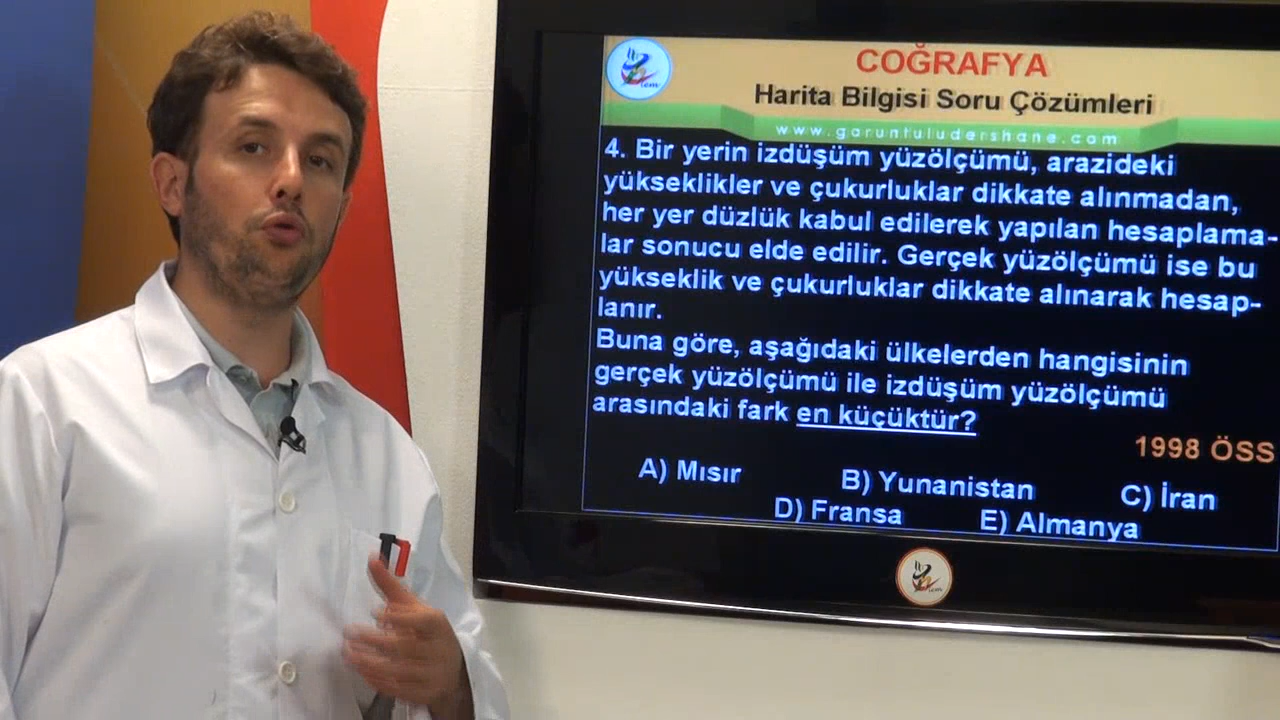 COĞRAFYA
Harita Bilgisi Soru Çözümleri
www.garuntuludershane.com
4. Bir yerin izdüşüm yüzölçümü, arazideki
yükseklikler ve çukurluklar dikkate alınmadan,
her yer düzlük kabul edilerek yapılan hesaplama-
lar sonucu elde edilir. Gerçek yüzölçümü ise bu
yükseklik ve çukurluklar dikkate alınarak hesap-
lanır.
Buna göre, aşağıdaki ülkelerden hangisinin
gerçek yüzölçümü ile izdüşüm yüzölçümü
arasındaki fark en küçüktür?
1998 ÖSS
A) Mısır B) Yunanistan C) İran
D) Fransa E) Almanya